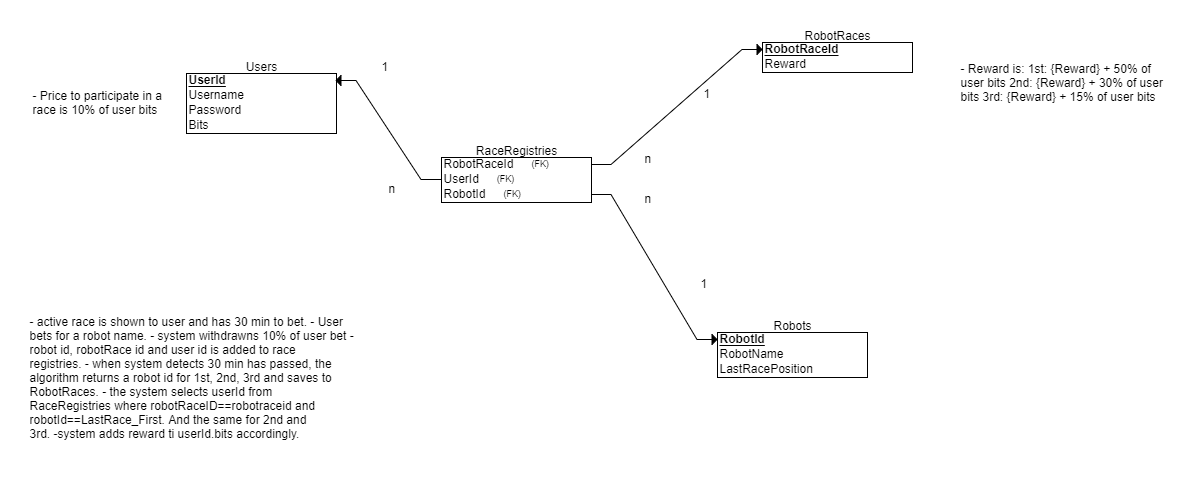 RobotRaces
RobotRaceId
Reward
- Reward is: 1st: {Reward} + 50% of
user bits 2nd: {Reward} + 30% of user
bits 3rd: {Reward} + 15% of user bits
Users
UserId
Username
Password
Bits
1
- Price to participate in a
race is 10% of user bits
1
RaceRegistries
RobotRaceId (FK)
UserId (FK)
RobotId (FK)
n
n
n
1
Robots
RobotId
RobotName
LastRacePosition
- active race is shown to user and has 30 min to bet. - User
bets for a robot name. - system withdrawns 10% of user bet -
robot id, robotRace id and user id is added to race
registries. - when system detects 30 min has passed, the
algorithm returns a robot id for 1st, 2nd, 3rd and saves to
RobotRaces. - the system selects userId from
RaceRegistries where robotRaceID==robotraceid and
robotId==LastRace_First. And the same for 2nd and
3rd. -system adds reward ti userId.bits accordingly.